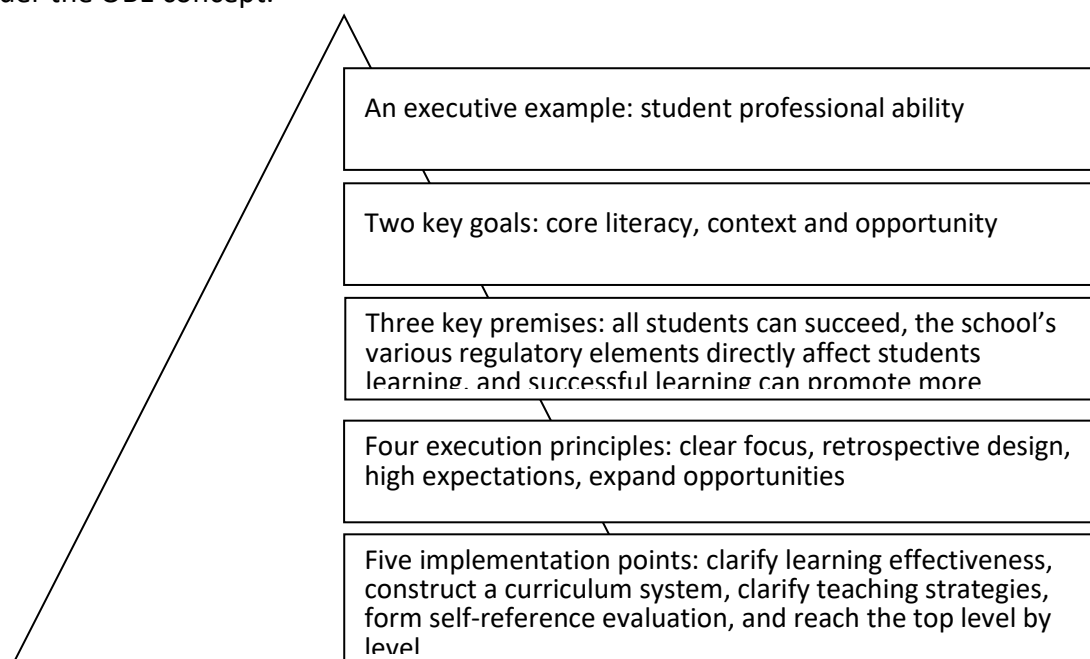 the OBE concept.
An executive example: student professional ability
Two key goals: core literacy, context and opportunity
Three key premises: all students can succeed, the school’s
various regulatory elements directly affect students
learning, and successful learning can promote more
Four execution principles: clear focus, retrospective design,
high expectations, expand opportunities
Five implementation points: clarify learning effectiveness,
construct a curriculum system, clarify teaching strategies,
form self-reference evaluation, and reach the top level by
level